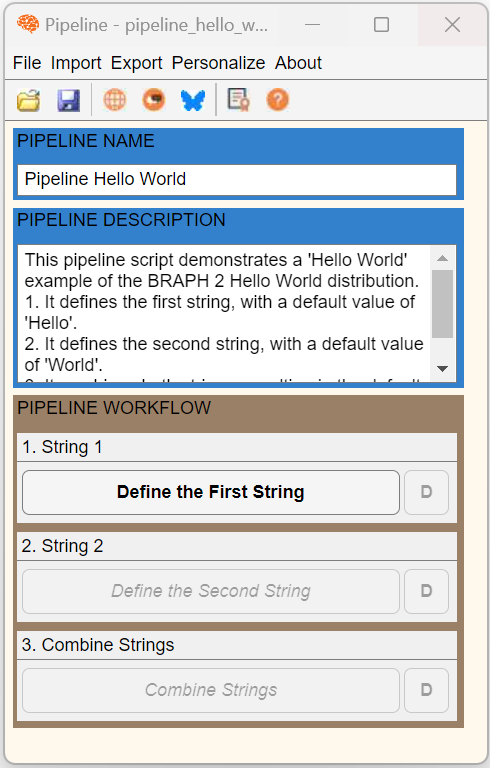 Pipeline - pipeline_hello_w...
File Import Export Personalize About
PIPELINE NAME
Pipeline Hello World
PIPELINE DESCRIPTION
This pipeline script demonstrates a 'Hello World'
example of the BRAPH 2 Hello World distribution.
1. It defines the first string, with a default value of
'Hello'.
2. It defines the second string, with a default value
of 'World'.
PIPELINE WORKFLOW
1. String 1
Define the First String D
2. String 2
Define the Second String D
3. Combine Strings
Combine Strings D